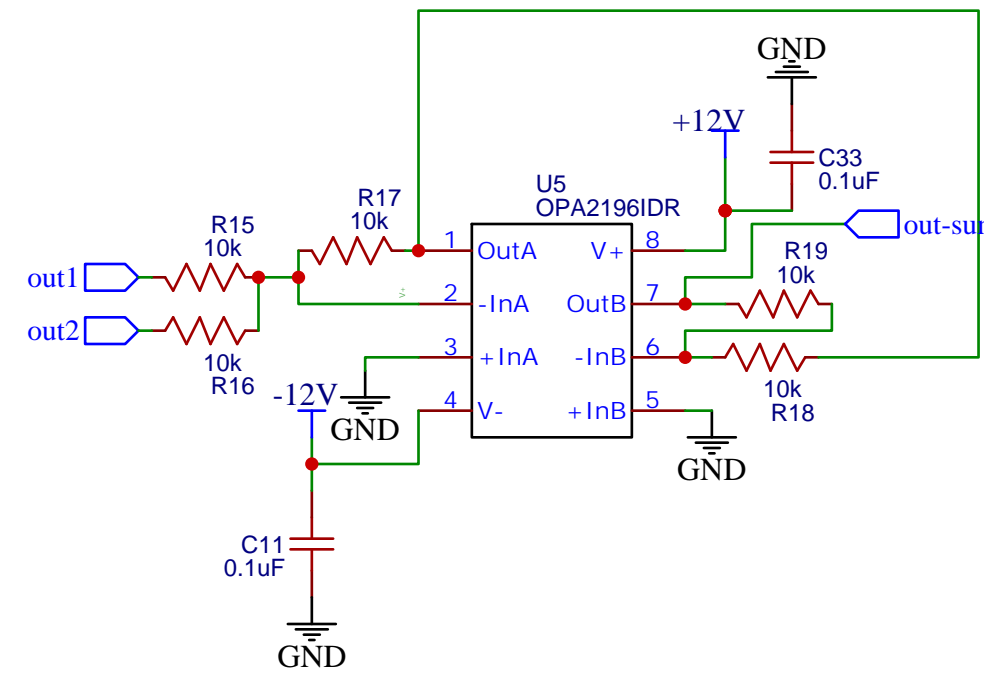 GND
+12V
C33
0.1uF
U5
OPA2196IDR
R17
10k
R15
10k
out1
out2
10k
R16
1
OutA
2
-InA
3
+InA
4
V-
V+
8
OutB
7
-InB
6
+InB
5
out-sur
R19
10k
10k
R18
GND
-12V
GND
C11
0.1uF
GND